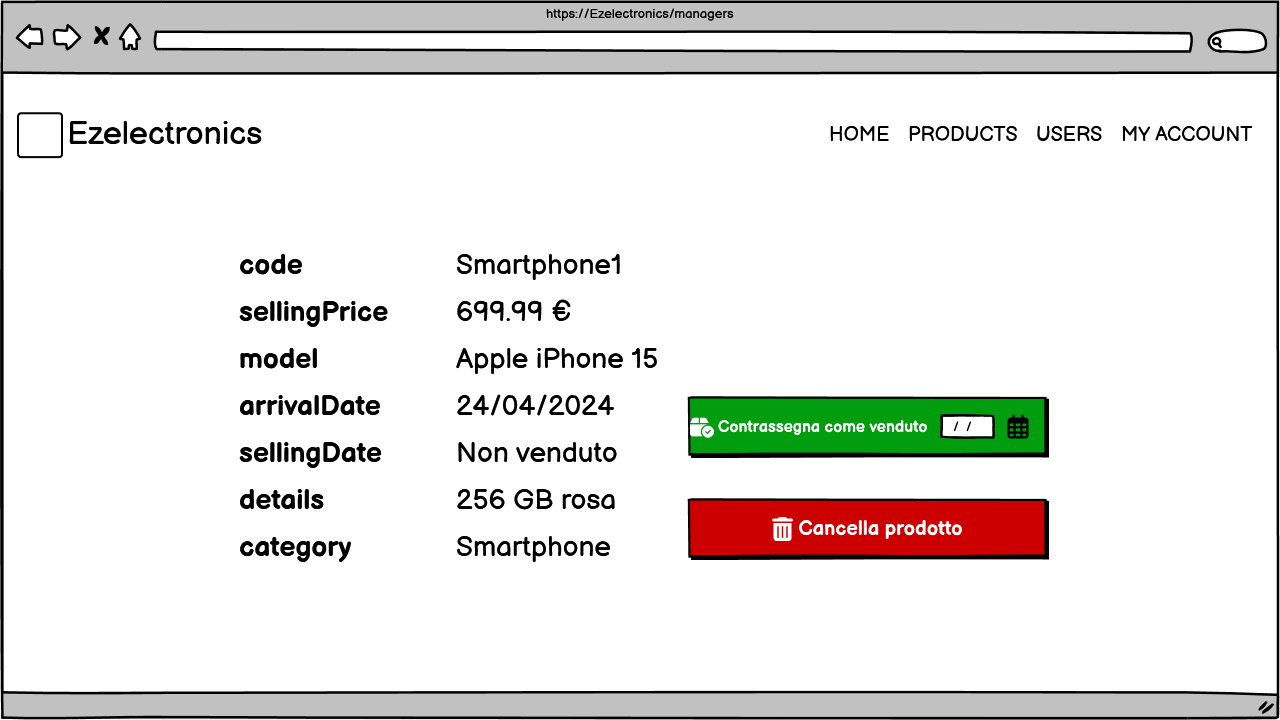 https://Ezelectronics/managers
Ezelectronics
HOME PRODUCTS USERS MY ACCOUNT
code Smartphone1
sellingPrice 699.99 €
model Apple iPhone 15
arrivalDate 24/04/2024
sellingDate Non venduto
details 256 GB rosa
category Smartphone
Contrassegna come venduto / /
Cancella prodotto